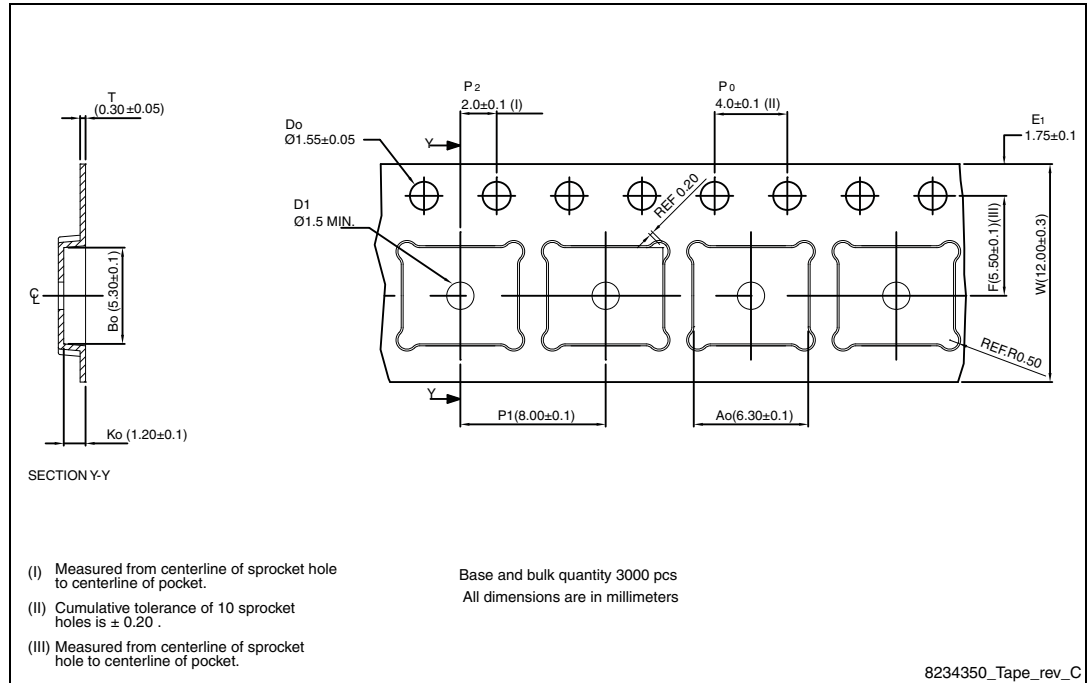 T
(0.30 ±0.05)
P2
2.0±0.1 (I)
P0
4.0±0.1 (II)
E1
1.75±0.1
Do
Ø1.55±0.05
Y
D1
Ø1.5 MIN.
REF 0.20
F(5.50±0.1)(III)
W(12.00±0.3)
CL
Bo (5.30±0.1)
REF.R0.50
Y
P1(8.00±0.1)
Ao(6.30±0.1)
Ko (1.20±0.1)
SECTION Y-Y
(I) Measured from centerline of sprocket hole
to centerline of pocket.
(II) Cumulative tolerance of 10 sprocket
holes is ± 0.20 .
(III) Measured from centerline of sprocket
hole to centerline of pocket.
Base and bulk quantity 3000 pcs
All dimensions are in millimeters
8234350_Tape_rev_C